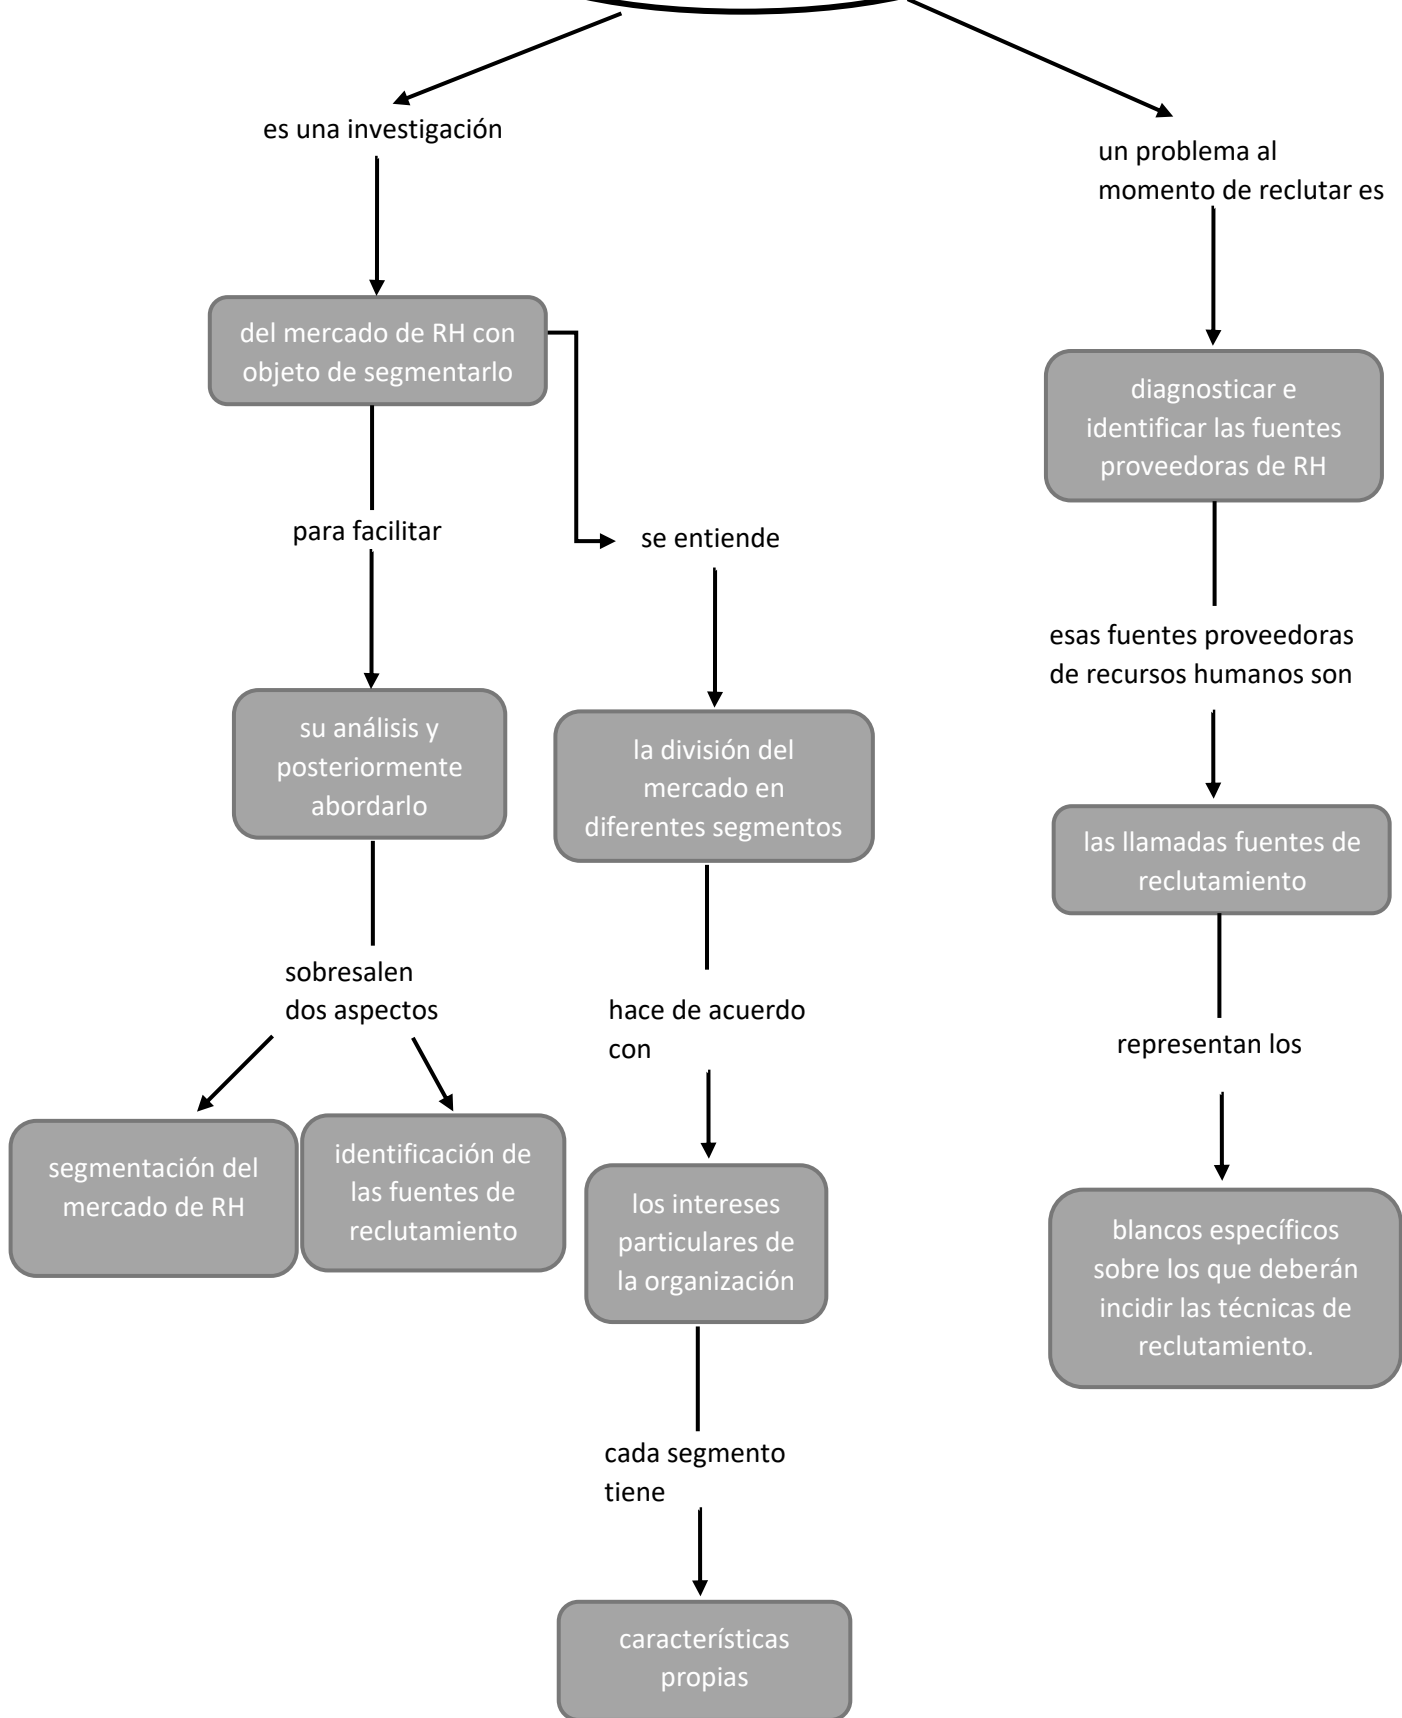 es una investigación
un problema al
momento de reclutar es
del mercado de RH con
objeto de segmentarlo
diagnosticar e
identificar las fuentes
proveedoras de RH
para facilitar
se entiende
esas fuentes proveedoras
de recursos humanos son
su análisis y
posteriormente
abordarlo
la división del
mercado en
diferentes segmentos
las llamadas fuentes de
reclutamiento
sobresalen
dos aspectos
hace de acuerdo
con
representan los
segmentación del
mercado de RH
identificación de
las fuentes de
reclutamiento
los intereses
particulares de
la organización
blancos específicos
sobre los que deberán
incidir las técnicas de
reclutamiento.
cada segmento
tiene
características
propias